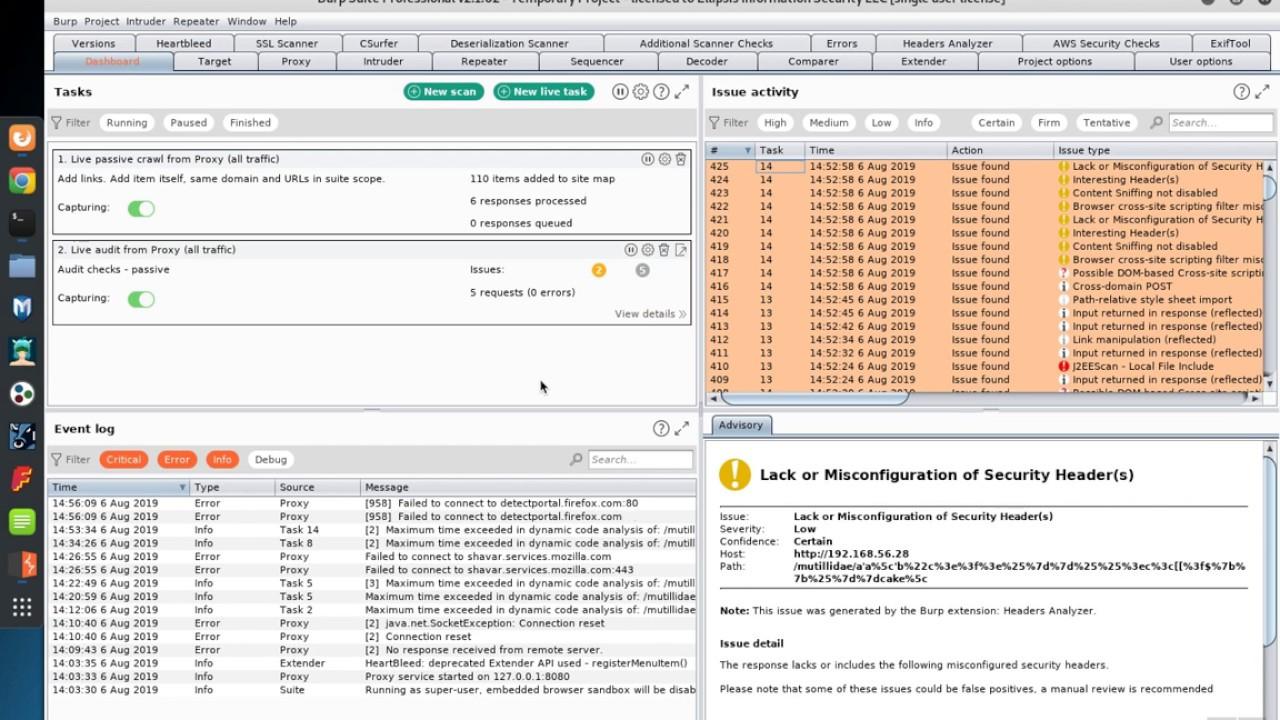 Burp Suite Professional v2.1.02 - Temporary Project - licensed to Ellipsis Information Security LLC [single user license]
Burp Project Intruder Repeater Window Help
Versions Heartbleed SSL Scanner CSurfer Deserialization Scanner Additional Scanner Checks Errors Headers Analyzer AWS Security Checks ExifTool
Dashboard Target Proxy Intruder Repeater Sequencer Decoder Comparer Extender Project options User options
Tasks New scan New live task
Filter Running Paused Finished
1. Live passive crawl from Proxy (all traffic)
Add links. Add item itself, same domain and URLs in suite scope. 110 items added to site map
6 responses processed
Capturing:
0 responses queued
2. Live audit from Proxy (all traffic)
Audit checks - passive Issues: 2 5
5 requests (0 errors)
Capturing:
View details
Issue activity
Filter High Medium Low Info Certain Firm Tentative Search...
# Task Time Action Issue type
425 14 14:52:58 6 Aug 2019 Issue found Lack or Misconfiguration of Security H
424 14 14:52:58 6 Aug 2019 Issue found Interesting Header(s)
423 14 14:52:58 6 Aug 2019 Issue found Content Sniffing not disabled
422 14 14:52:58 6 Aug 2019 Issue found Browser cross-site scripting filter misc
421 14 14:52:58 6 Aug 2019 Issue found Lack or Misconfiguration of Security H
420 14 14:52:58 6 Aug 2019 Issue found Interesting Header(s)
419 14 14:52:58 6 Aug 2019 Issue found Content Sniffing not disabled
418 14 14:52:58 6 Aug 2019 Issue found Browser cross-site scripting filter misc
417 14 14:52:58 6 Aug 2019 Issue found Possible DOM-based Cross-site scripti
416 14 14:52:58 6 Aug 2019 Issue found Cross-domain POST
415 13 14:52:45 6 Aug 2019 Issue found Path-relative style sheet import
414 13 14:52:45 6 Aug 2019 Issue found Input returned in response (reflected)
413 13 14:52:42 6 Aug 2019 Issue found Input returned in response (reflected)
412 13 14:52:34 6 Aug 2019 Issue found Link manipulation (reflected)
411 13 14:52:32 6 Aug 2019 Issue found Input returned in response (reflected)
410 13 14:52:24 6 Aug 2019 Issue found J2EEScan - Local File Include
409 13 14:52:24 6 Aug 2019 Issue found Input returned in response (reflected)
Event log
Filter Critical Error Info Debug Search...
Time Type Source Message
14:56:09 6 Aug 2019 Error Proxy [958] Failed to connect to detectportal.firefox.com:80
14:56:09 6 Aug 2019 Error Proxy [958] Failed to connect to detectportal.firefox.com
14:53:34 6 Aug 2019 Info Task 14 [2] Maximum time exceeded in dynamic code analysis of: /mutill
14:34:26 6 Aug 2019 Info Task 8 [2] Maximum time exceeded in dynamic code analysis of: /mutill
14:26:55 6 Aug 2019 Error Proxy Failed to connect to shavar.services.mozilla.com
14:26:55 6 Aug 2019 Error Proxy Failed to connect to shavar.services.mozilla.com:443
14:22:49 6 Aug 2019 Info Task 5 [3] Maximum time exceeded in dynamic code analysis of: /mutill
14:20:59 6 Aug 2019 Info Task 5 Maximum time exceeded in dynamic code analysis of: /mutillidae
14:12:06 6 Aug 2019 Info Task 2 Maximum time exceeded in dynamic code analysis of: /mutillidae
14:10:40 6 Aug 2019 Error Proxy [2] java.net.SocketException: Connection reset
14:10:40 6 Aug 2019 Error Proxy [2] Connection reset
14:09:43 6 Aug 2019 Error Proxy [2] No response received from remote server.
14:03:35 6 Aug 2019 Info Extender HeartBleed: deprecated Extender API used - registerMenuItem()
14:03:33 6 Aug 2019 Info Proxy Proxy service started on 127.0.0.1:8080
14:03:30 6 Aug 2019 Info Suite Running as super-user, embedded browser sandbox will be disab
Advisory
Lack or Misconfiguration of Security Header(s)
Issue: Lack or Misconfiguration of Security Header(s)
Severity: Low
Confidence: Certain
Host: http://192.168.56.28
Path: /mutillidae/a'a%5c'b%22c%3e%3f%3e%25%7d%7d%25%25%3ec%3c[[%3f$%7b%
7b%25%7d%7dcake%5c
Note: This issue was generated by the Burp extension: Headers Analyzer.
Issue detail
The response lacks or includes the following misconfigured security headers.
Please note that some of these issues could be false positives, a manual review is recommended